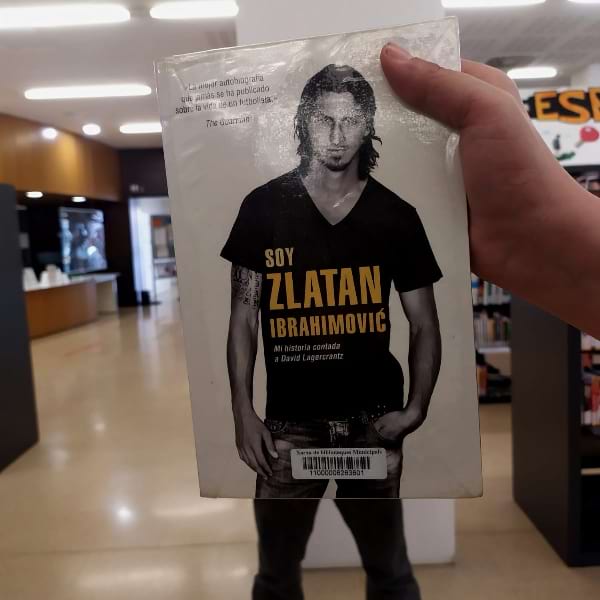 «La mejor autobiografía
que jamás se ha publicado
sobre la vida de un futbolista.»
The Guardian
SOY
ZLATAN
IBRAHIMOVIĆ
Mi historia contada
a David Lagercrantz
Xarxa de Biblioteques Municipals
ESP